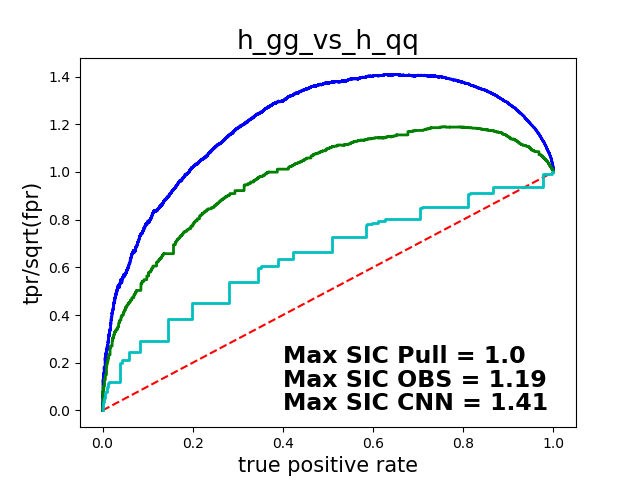 h_gg_vs_h_qq
tpr/sqrt(fpr)
1.4
1.2
1.0
0.8
0.6
0.4
0.2
0.0
Max SIC Pull = 1.0
Max SIC OBS = 1.19
Max SIC CNN = 1.41
0.0 0.2 0.4 0.6 0.8 1.0
true positive rate